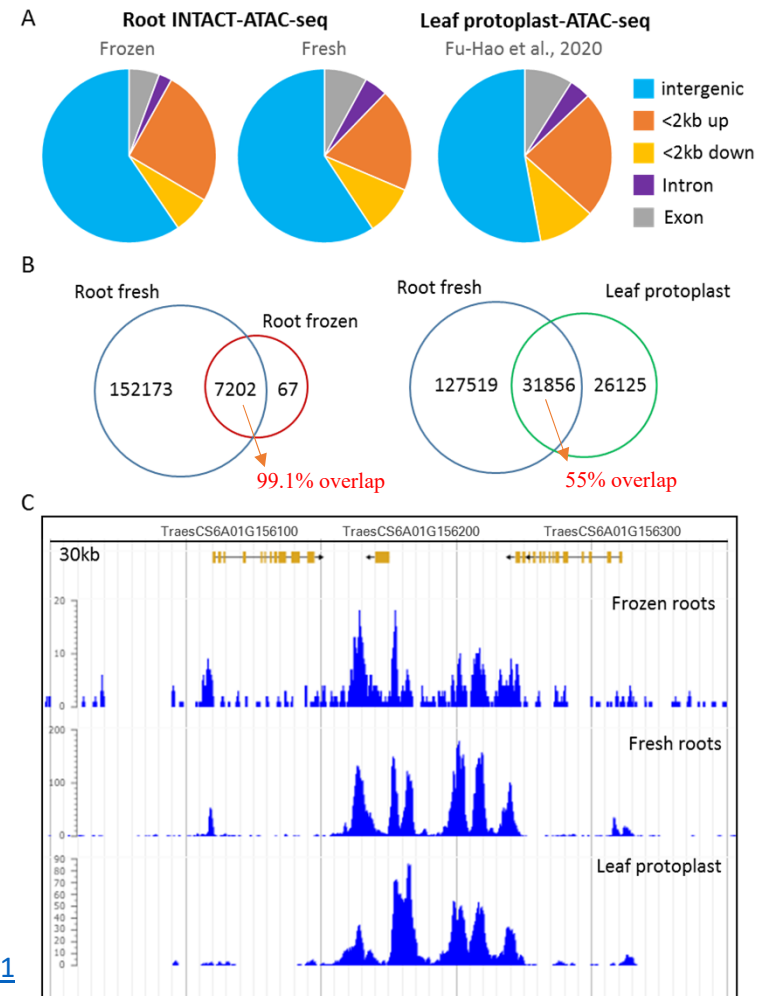 A
Root INTACT-ATAC-seq
Leaf protoplast-ATAC-seq
Frozen
Fresh
Fu-Hao et al., 2020
intergenic
<2kb up
<2kb down
Intron
Exon
B
Root fresh
Root frozen
152173
7202
67
99.1% overlap
Root fresh
Leaf protoplast
127519
31856
26125
55% overlap
C
TraesCS6A01G156100
TraesCS6A01G156200
TraesCS6A01G156300
30kb
Frozen roots
20
10
0
Fresh roots
200
100
0
Leaf protoplast
90
80
70
60
50
40
30
20
10
0
1